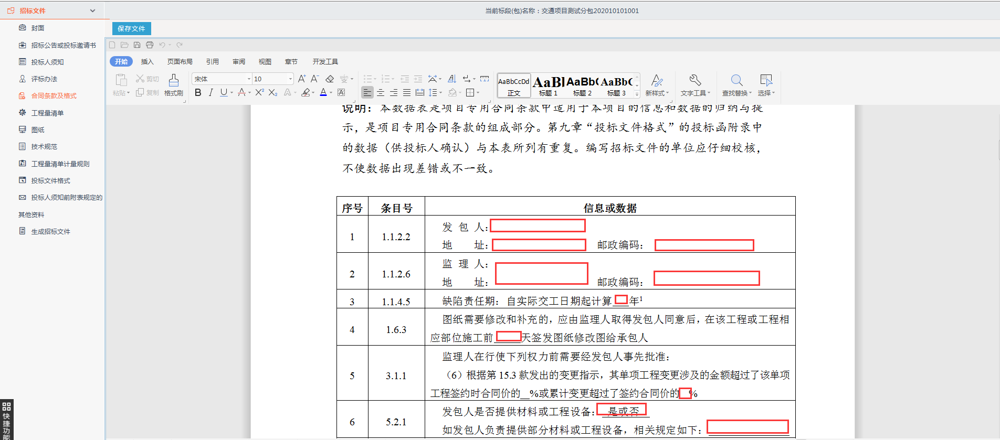 招标文件
当前标段(包)名称：交通项目测试分包202010101001
保存文件
封面
招标公告或投标邀请书
投标人须知
评标办法
合同条款及格式
工程量清单
图纸
技术规范
工程量清单计量规则
投标文件格式
投标人须知前附表规定的
其他资料
生成招标文件
快捷功能
开始 插入 页面布局 引用 审阅 视图 章节 开发工具
粘贴 剪切 复制 格式刷
宋体 10
B I U X² X₂ A A
AaBbCcDd AaBl AaBb( AaBb(
正文 标题 1 标题 2 标题 3
新样式 文字工具 查找替换 选择
说明：本数据表是项目专用合同条款中适用于本项目的信息和数据的归纳与提
示，是项目专用合同条款的组成部分。第九章“投标文件格式”的投标函附录中
的数据（供投标人确认）与本表所列有重复。编写招标文件的单位应仔细校核，
不使数据出现差错或不一致。
序号 条目号 信息或数据
1 1.1.2.2 发 包 人：
地 址： 邮政编码：
2 1.1.2.6 监 理 人：
地 址： 邮政编码：
3 1.1.4.5 缺陷责任期：自实际交工日期起计算 年¹
4 1.6.3 图纸需要修改和补充的，应由监理人取得发包人同意后，在该工程或工程相
应部位施工前 天签发图纸修改图给承包人
5 3.1.1 监理人在行使下列权力前需要经发包人事先批准：
（6）根据第 15.3 款发出的变更指示，其单项工程变更涉及的金额超过了该单项
工程签约时合同价的__%或累计变更超过了签约合同价的 %
6 5.2.1 发包人是否提供材料或工程设备： 是或否
如发包人负责提供部分材料或工程设备，相关规定如下：